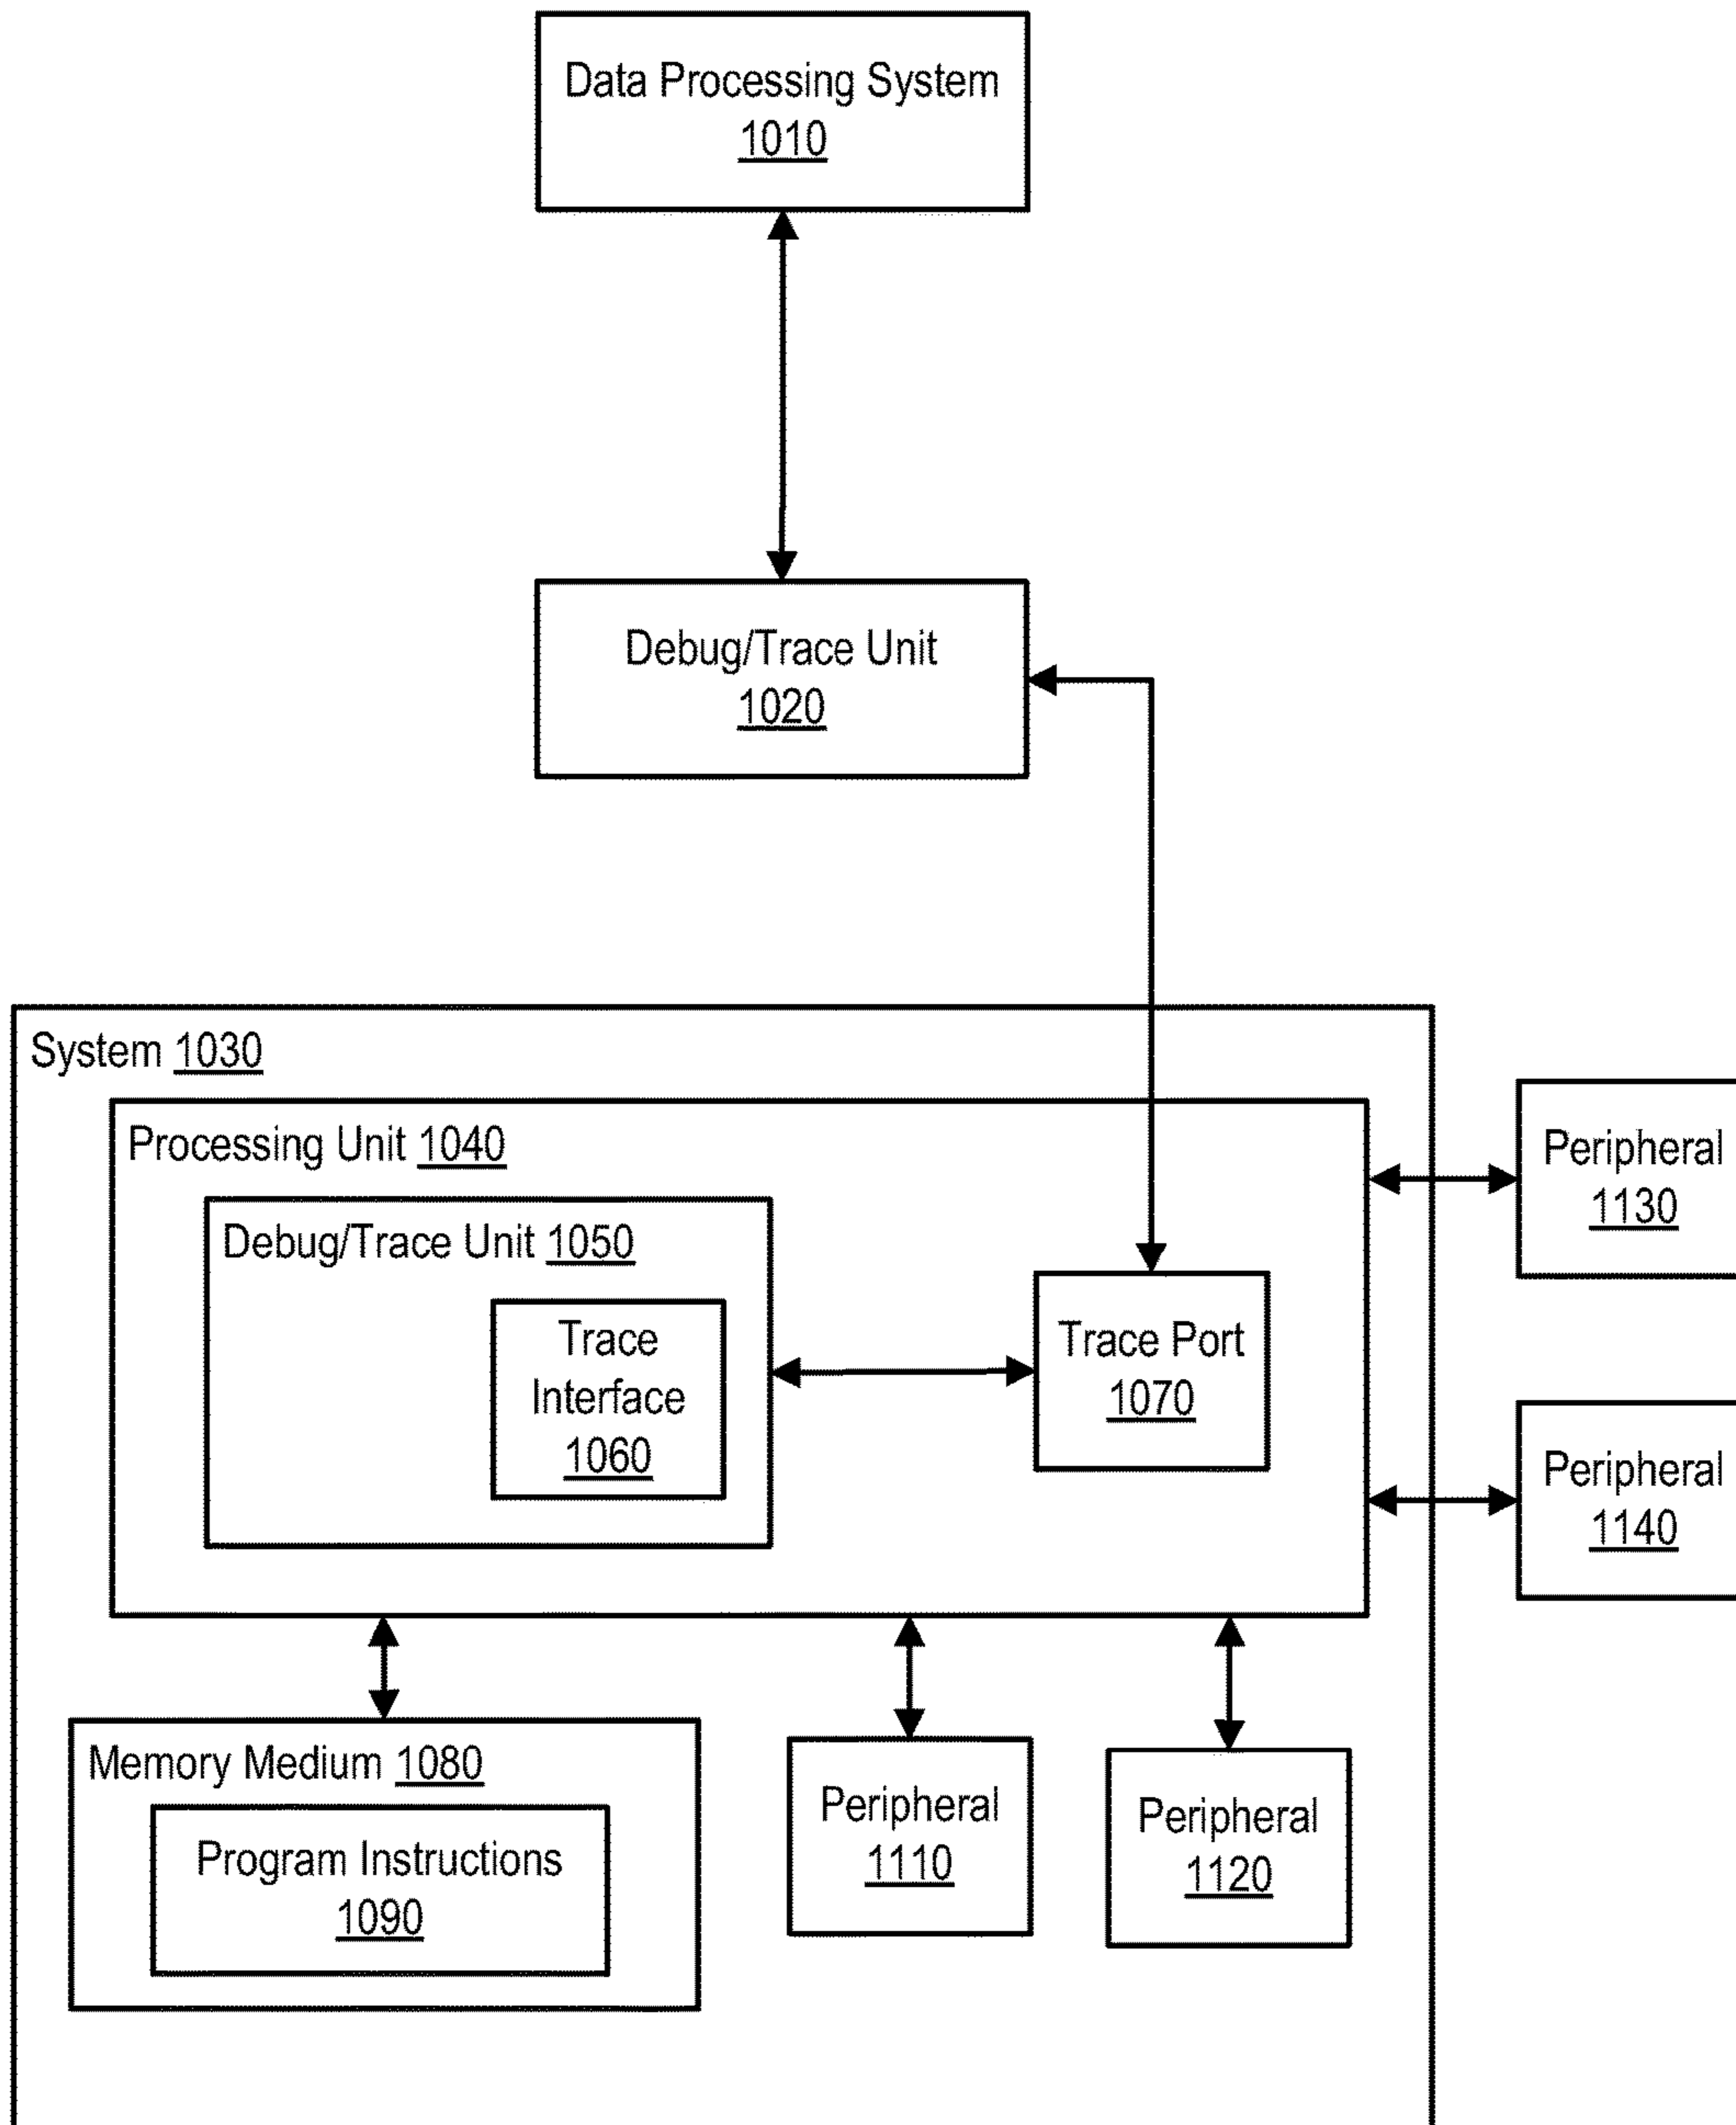 Data Processing System
1010
Debug/Trace Unit
1020
System 1030
Processing Unit 1040
Debug/Trace Unit 1050
Trace
Interface
1060
Trace Port
1070
Peripheral
1130
Peripheral
1140
Memory Medium 1080
Program Instructions
1090
Peripheral
1110
Peripheral
1120